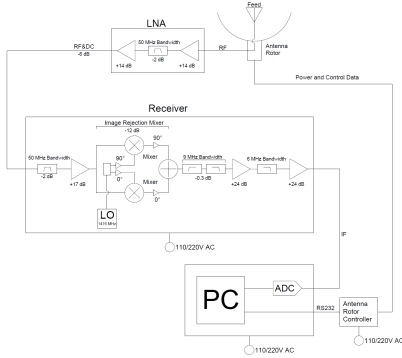 Feed
LNA
50 MHz Bandwidth
RF&DC
-6 dB
RF
-2 dB
+14 dB
+14 dB
Antenna
Rotor
Power and Control Data
Receiver
Image Rejection Mixer
-12 dB
90°
50 MHz Bandwidth
90°
Mixer
9 MHz Bandwidth
6 MHz Bandwidth
0°
Mixer
-2 dB
+17 dB
-0.3 dB
+24 dB
+24 dB
0°
LO
1416 MHz
110/220V AC
IF
ADC
PC
RS232
Antenna
Rotor
Controller
110/220V AC
110/220V AC